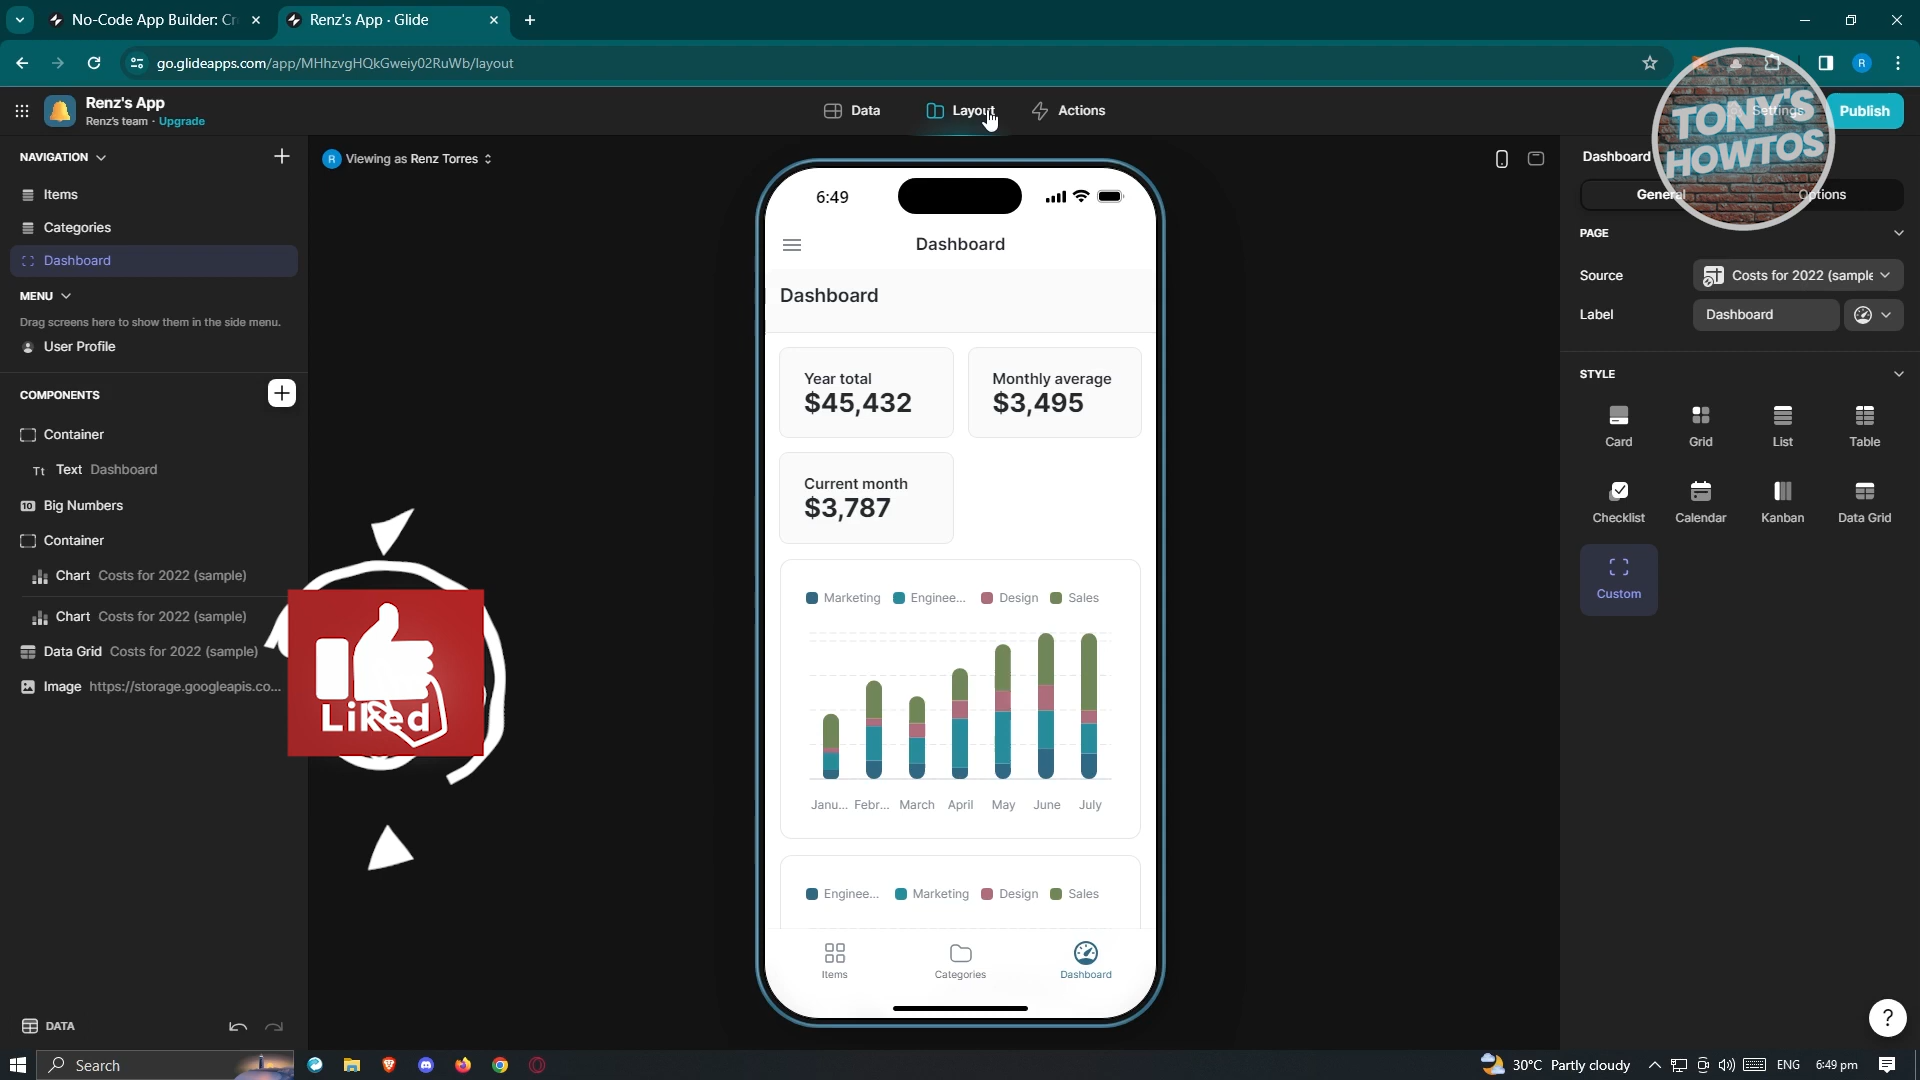 No-Code App Builder: Cr
Renz's App · Glide
go.glideapps.com/app/MHhzvgHQkGweiy02RuWb/layout
R
Renz's App
Renz's team · Upgrade
Data
Layout
Actions
Settings
Publish
TONY'S
HOWTOS
NAVIGATION
Items
Categories
Dashboard
MENU
Drag screens here to show them in the side menu.
User Profile
COMPONENTS
Container
Tt Text Dashboard
10 Big Numbers
Container
Chart Costs for 2022 (sample)
Chart Costs for 2022 (sample)
Data Grid Costs for 2022 (sample)
Image https://storage.googleapis.co...
DATA
R Viewing as Renz Torres
Liked
6:49
Dashboard
Dashboard
Year total
$45,432
Monthly average
$3,495
Current month
$3,787
Marketing Enginee... Design Sales
Janu... Febr... March April May June July
Enginee... Marketing Design Sales
Items
Categories
Dashboard
Dashboard
General
Options
PAGE
Source
Costs for 2022 (sample
Label
Dashboard
STYLE
Card
Grid
List
Table
Checklist
Calendar
Kanban
Data Grid
Custom
?
Search
30°C Partly cloudy
ENG
6:49 pm